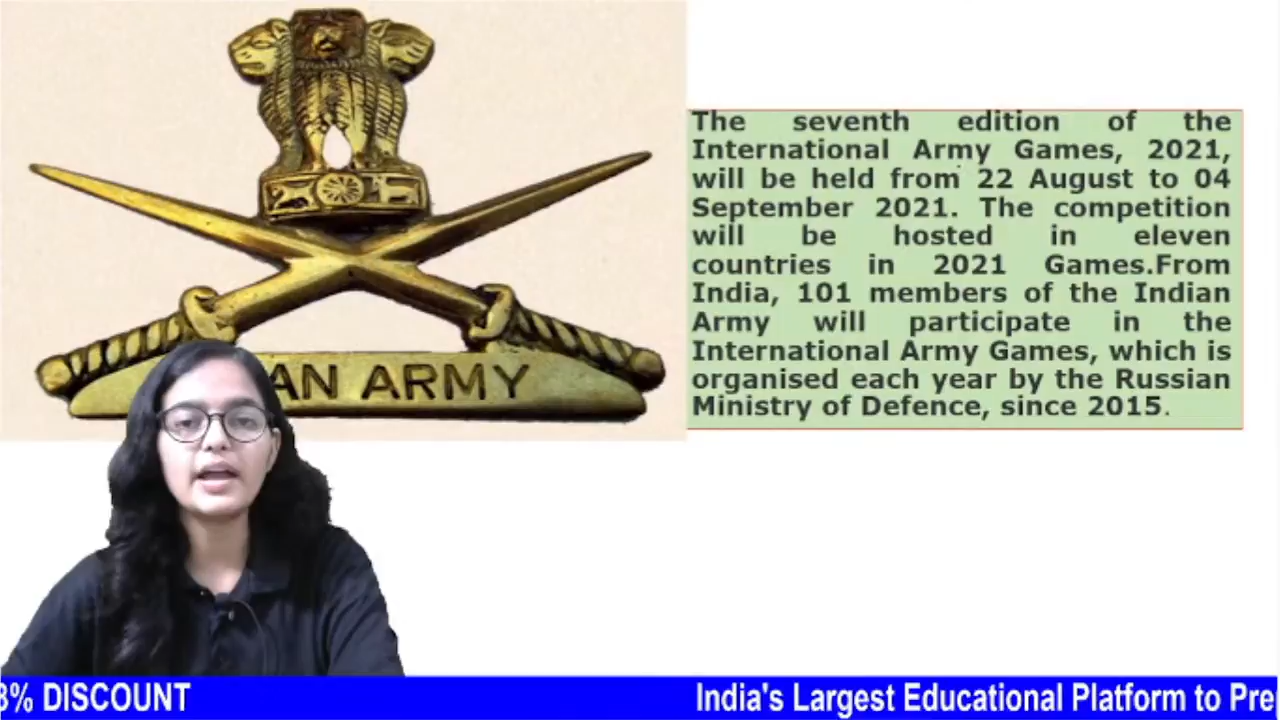 AN ARMY
The seventh edition of the
International Army Games, 2021,
will be held from 22 August to 04
September 2021. The competition
will be hosted in eleven
countries in 2021 Games.From
India, 101 members of the Indian
Army will participate in the
International Army Games, which is
organised each year by the Russian
Ministry of Defence, since 2015.
8% DISCOUNT India's Largest Educational Platform to Pre